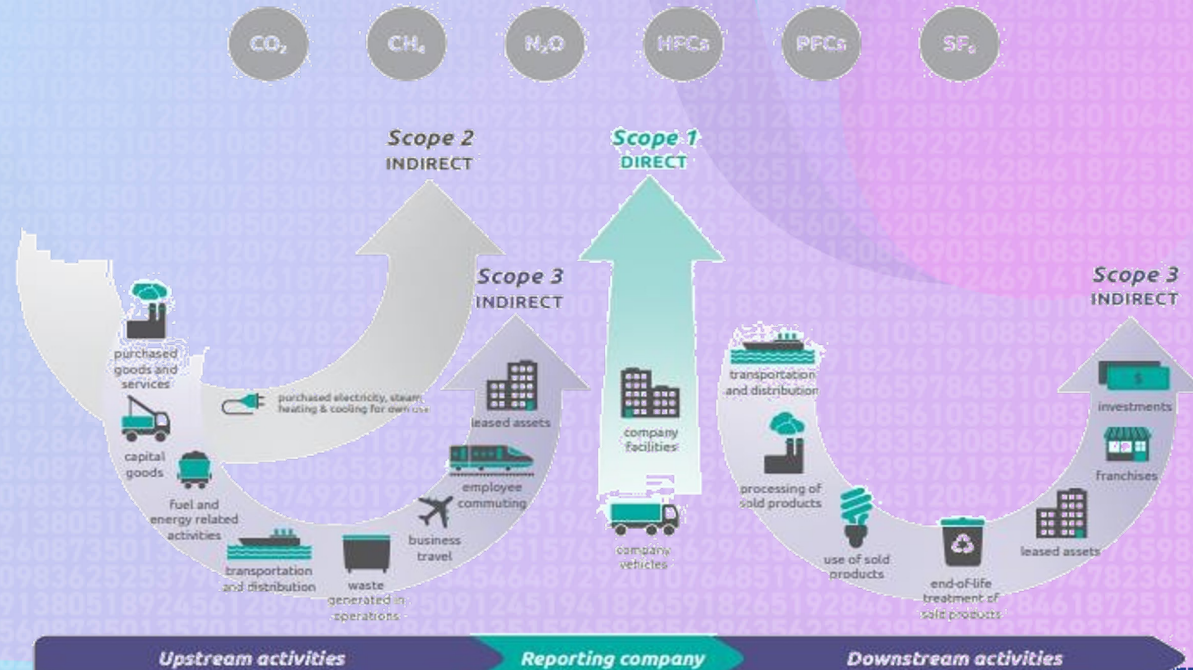 CO₂ CH₄ N₂O HFCs PFCs SF₆
Scope 2
INDIRECT
Scope 1
DIRECT
Scope 3
INDIRECT
Scope 3
INDIRECT
purchased
goods and
services
capital
goods
fuel and
energy related
activities
transportation
and distribution
waste
generated in
operations
business
travel
employee
commuting
leased assets
purchased electricity, steam,
heating & cooling for own use
company
facilities
company
vehicles
transportation
and distribution
processing of
sold products
use of sold
products
end-of-life
treatment of
sold products
leased assets
franchises
investments
$
Upstream activities
Reporting company
Downstream activities